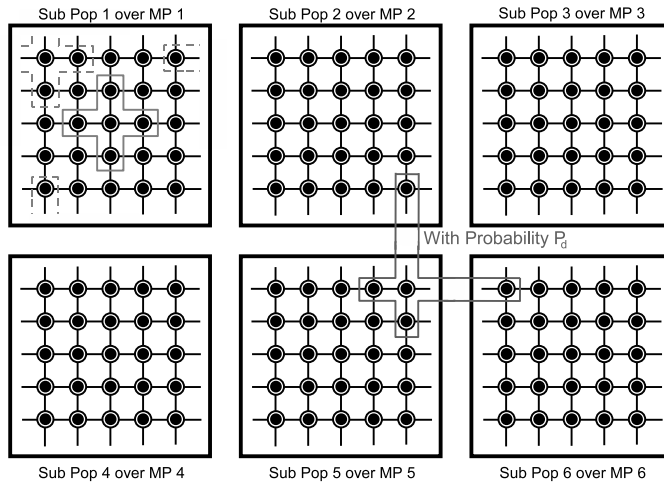 Sub Pop 1 over MP 1
Sub Pop 2 over MP 2
Sub Pop 3 over MP 3
With Probability Pd
Sub Pop 4 over MP 4
Sub Pop 5 over MP 5
Sub Pop 6 over MP 6